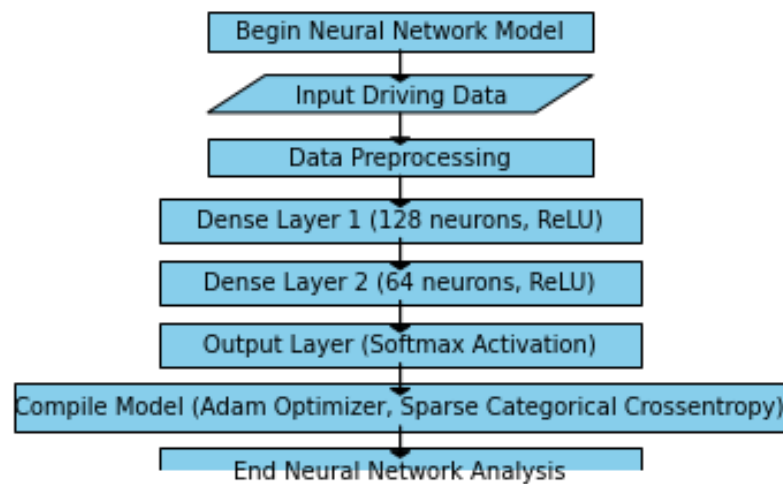 Begin Neural Network Model
Input Driving Data
Data Preprocessing
Dense Layer 1 (128 neurons, ReLU)
Dense Layer 2 (64 neurons, ReLU)
Output Layer (Softmax Activation)
Compile Model (Adam Optimizer, Sparse Categorical Crossentropy)
End Neural Network Analysis